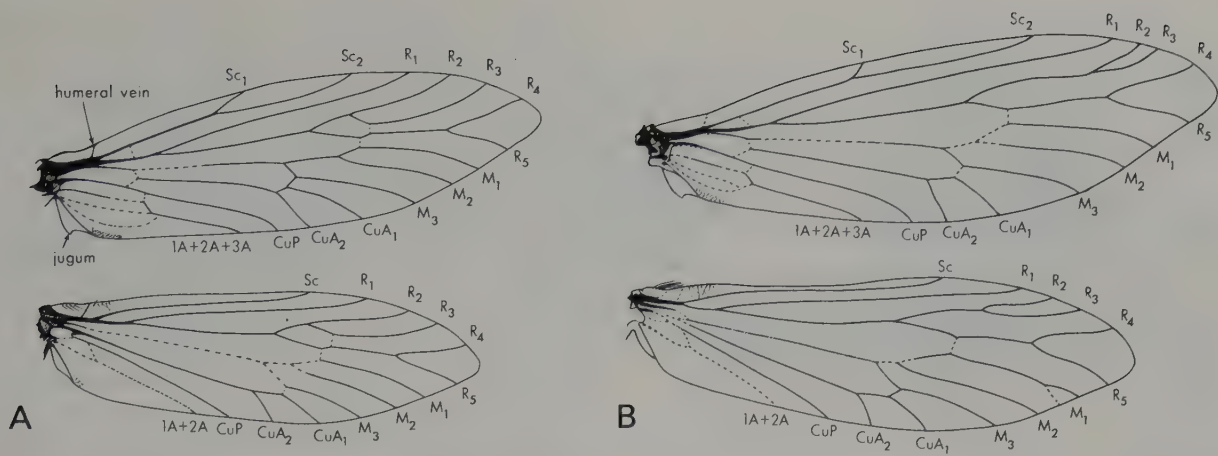 humeral vein
Sc1
Sc2
R1
R2
R3
R4
R5
M1
M2
M3
CuA1
CuA2
CuP
1A+2A+3A
jugum
Sc
R1
R2
R3
R4
R5
M1
M2
M3
CuA1
CuA2
CuP
1A+2A
A
Sc1
Sc2
R1
R2
R3
R4
R5
M1
M2
M3
CuA1
CuA2
CuP
1A+2A+3A
Sc
R1
R2
R3
R4
R5
M1
M2
M3
CuA1
CuA2
CuP
1A+2A
B